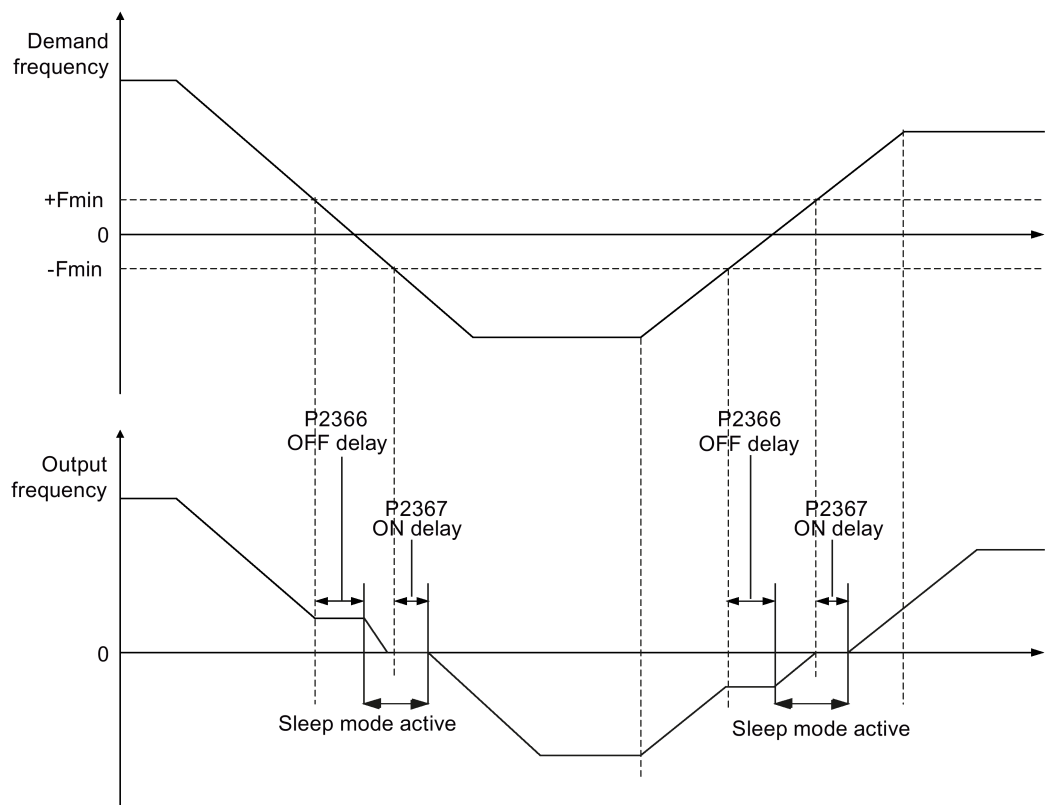 Demand
frequency
+Fmin
0
-Fmin
P2366
OFF delay
P2366
OFF delay
Output
frequency
P2367
ON delay
P2367
ON delay
0
Sleep mode active
Sleep mode active